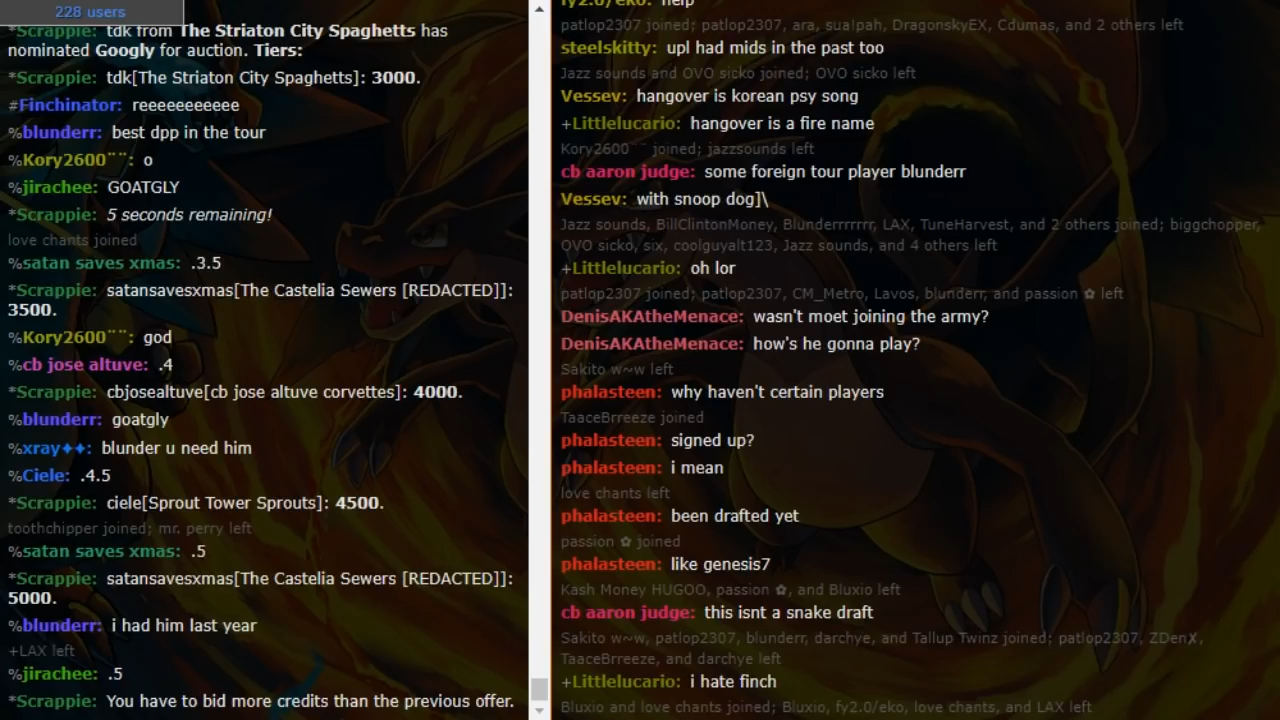 228 users
*Scrappie: tdk from The Striaton City Spaghetts has
nominated Googly for auction. Tiers:
*Scrappie: tdk[The Striaton City Spaghetts]: 3000.
#Finchinator: reeeeeeeeeee
%blunderr: best dpp in the tour
%Kory2600¨¨: o
%jirachee: GOATGLY
*Scrappie: 5 seconds remaining!
love chants joined
%satan saves xmas: .3.5
*Scrappie: satansavesxmas[The Castelia Sewers [REDACTED]]:
3500.
%Kory2600¨¨: god
%cb jose altuve: .4
*Scrappie: cbjosealtuve[cb jose altuve corvettes]: 4000.
%blunderr: goatgly
%xray✦✦: blunder u need him
%Ciele: .4.5
*Scrappie: ciele[Sprout Tower Sprouts]: 4500.
toothchipper joined; mr. perry left
%satan saves xmas: .5
*Scrappie: satansavesxmas[The Castelia Sewers [REDACTED]]:
5000.
%blunderr: i had him last year
+LAX left
%jirachee: .5
*Scrappie: You have to bid more credits than the previous offer.
fy2.0/eko: help
patlop2307 joined; patlop2307, ara, sualpah, DragonskyEX, Cdumas, and 2 others left
steelskitty: upl had mids in the past too
Jazz sounds and OVO sicko joined; OVO sicko left
Vessev: hangover is korean psy song
+Littlelucario: hangover is a fire name
Kory2600¨¨ joined; jazzsounds left
cb aaron judge: some foreign tour player blunderr
Vessev: with snoop dog]\
Jazz sounds, BillClintonMoney, Blunderrrrrrr, LAX, TuneHarvest, and 2 others joined; biggchopper,
OVO sicko, six, coolguyalt123, Jazz sounds, and 4 others left
+Littlelucario: oh lor
patlop2307 joined; patlop2307, CM_Metro, Lavos, blunderr, and passion ✿ left
DenisAKAtheMenace: wasn't moet joining the army?
DenisAKAtheMenace: how's he gonna play?
Sakito w~w left
phalasteen: why haven't certain players
TaaceBrreeze joined
phalasteen: signed up?
phalasteen: i mean
love chants left
phalasteen: been drafted yet
passion ✿ joined
phalasteen: like genesis7
Kash Money HUGOO, passion ✿, and Bluxio left
cb aaron judge: this isnt a snake draft
Sakito w~w, patlop2307, blunderr, darchye, and Tallup Twinz joined; patlop2307, ZDen✗,
TaaceBrreeze, and darchye left
+Littlelucario: i hate finch
Bluxio and love chants joined; Bluxio, fy2.0/eko, love chants, and LAX left